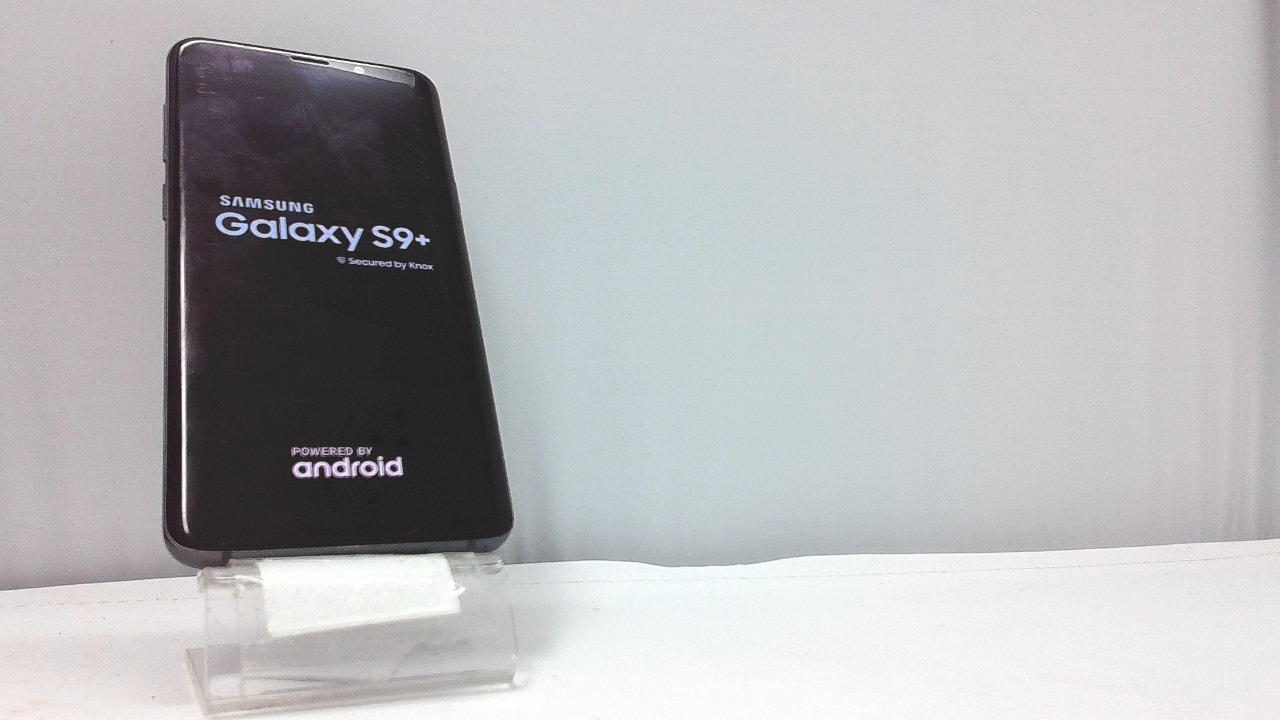 SAMSUNG
Galaxy S9+
Secured by Knox
POWERED BY
android